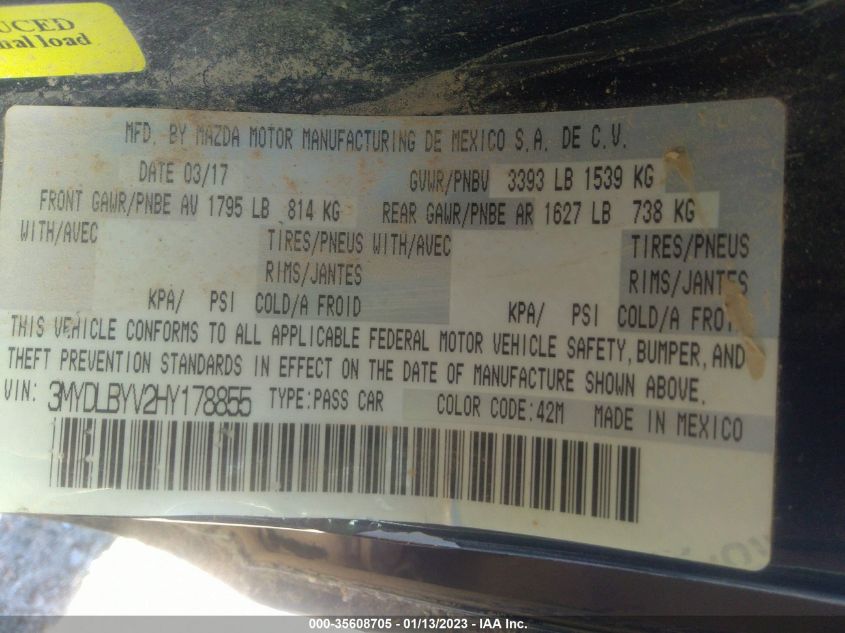 UCED
nal load
MFD. BY MAZDA MOTOR MANUFACTURING DE MEXICO S.A. DE C.V.
DATE 03/17 GVWR/PNBV 3393 LB 1539 KG
FRONT GAWR/PNBE AV 1795 LB 814 KG REAR GAWR/PNBE AR 1627 LB 738 KG
WITH/AVEC TIRES/PNEUS WITH/AVEC TIRES/PNEUS
RIMS/JANTES RIMS/JANTES
KPA/ PSI COLD/A FROID KPA/ PSI COLD/A FROI
THIS VEHICLE CONFORMS TO ALL APPLICABLE FEDERAL MOTOR VEHICLE SAFETY, BUMPER, AND
THEFT PREVENTION STANDARDS IN EFFECT ON THE DATE OF MANUFACTURE SHOWN ABOVE.
VIN: 3MYDLBYV2HY178855 TYPE:PASS CAR COLOR CODE:42M MADE IN MEXICO
000-35608705 - 01/13/2023 - IAA Inc.